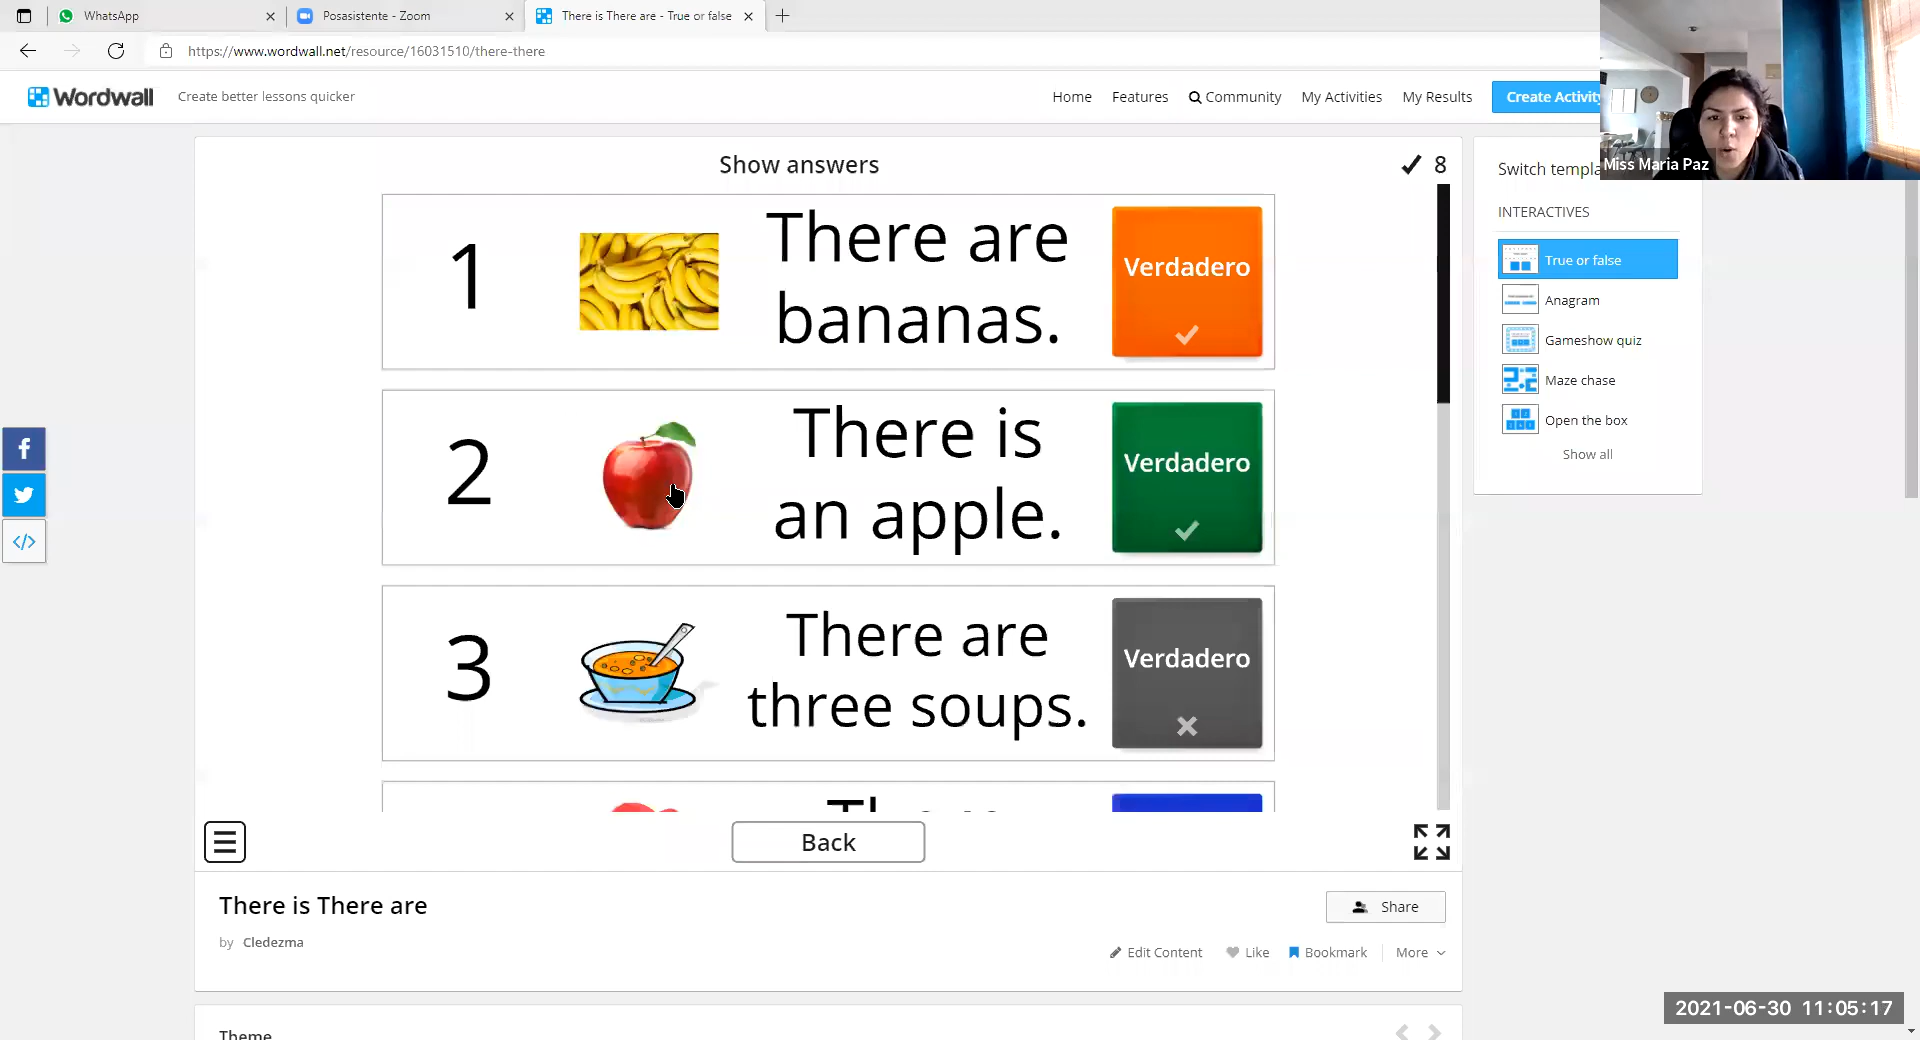 WhatsApp
Posasistente - Zoom
There is There are - True or false
https://www.wordwall.net/resource/16031510/there-there
Wordwall
Create better lessons quicker
Home
Features
Community
My Activities
My Results
Create Activity
Miss Maria Paz
Show answers
8
Switch templa
INTERACTIVES
True or false
Anagram
Gameshow quiz
Maze chase
Open the box
Show all
1
There are
bananas.
Verdadero
2
There is
an apple.
Verdadero
3
There are
three soups.
Verdadero
Back
There is There are
by Cledezma
Share
Edit Content
Like
Bookmark
More
Theme
2021-06-30 11:05:17